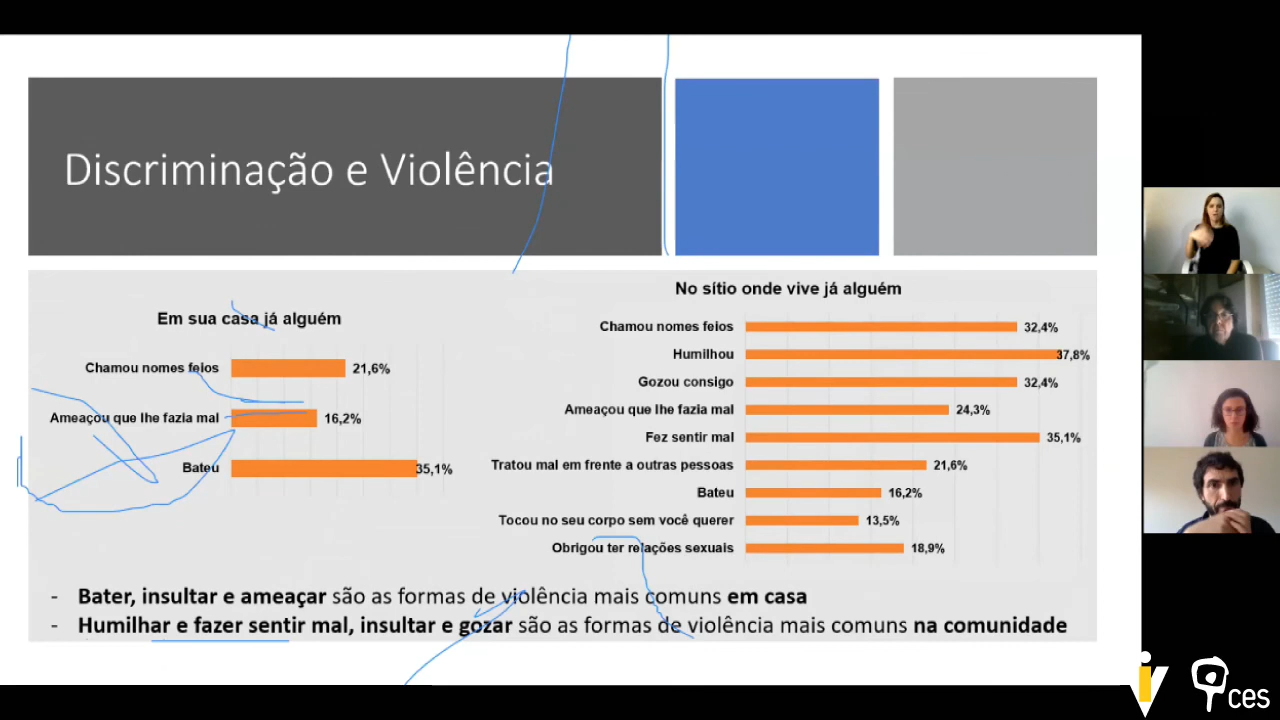 Discriminação e Violência
Em sua casa já alguém
Chamou nomes feios 21,6%
Ameaçou que lhe fazia mal 16,2%
Bateu 35,1%
No sítio onde vive já alguém
Chamou nomes feios 32,4%
Humilhou 37,8%
Gozou consigo 32,4%
Ameaçou que lhe fazia mal 24,3%
Fez sentir mal 35,1%
Tratou mal em frente a outras pessoas 21,6%
Bateu 16,2%
Tocou no seu corpo sem você querer 13,5%
Obrigou ter relações sexuais 18,9%
- Bater, insultar e ameaçar são as formas de violência mais comuns em casa
- Humilhar e fazer sentir mal, insultar e gozar são as formas de violência mais comuns na comunidade
iV
ces